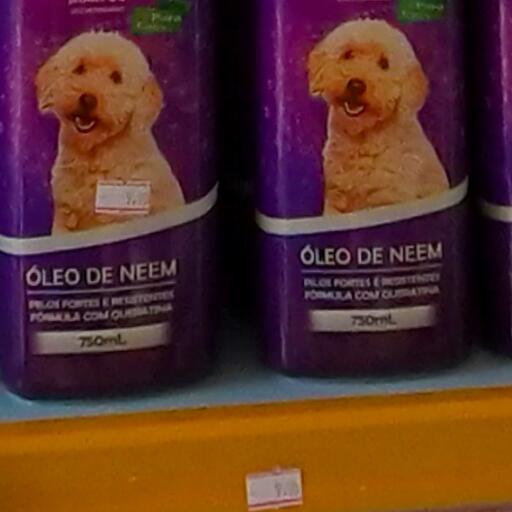 ÓLEO DE NEEM
PELOS FORTES E RESISTENTES
FÓRMULA COM QUERATINA
750mL
ÓLEO DE NEEM
PELOS FORTES E RESISTENTES
FÓRMULA COM QUERATINA
750mL